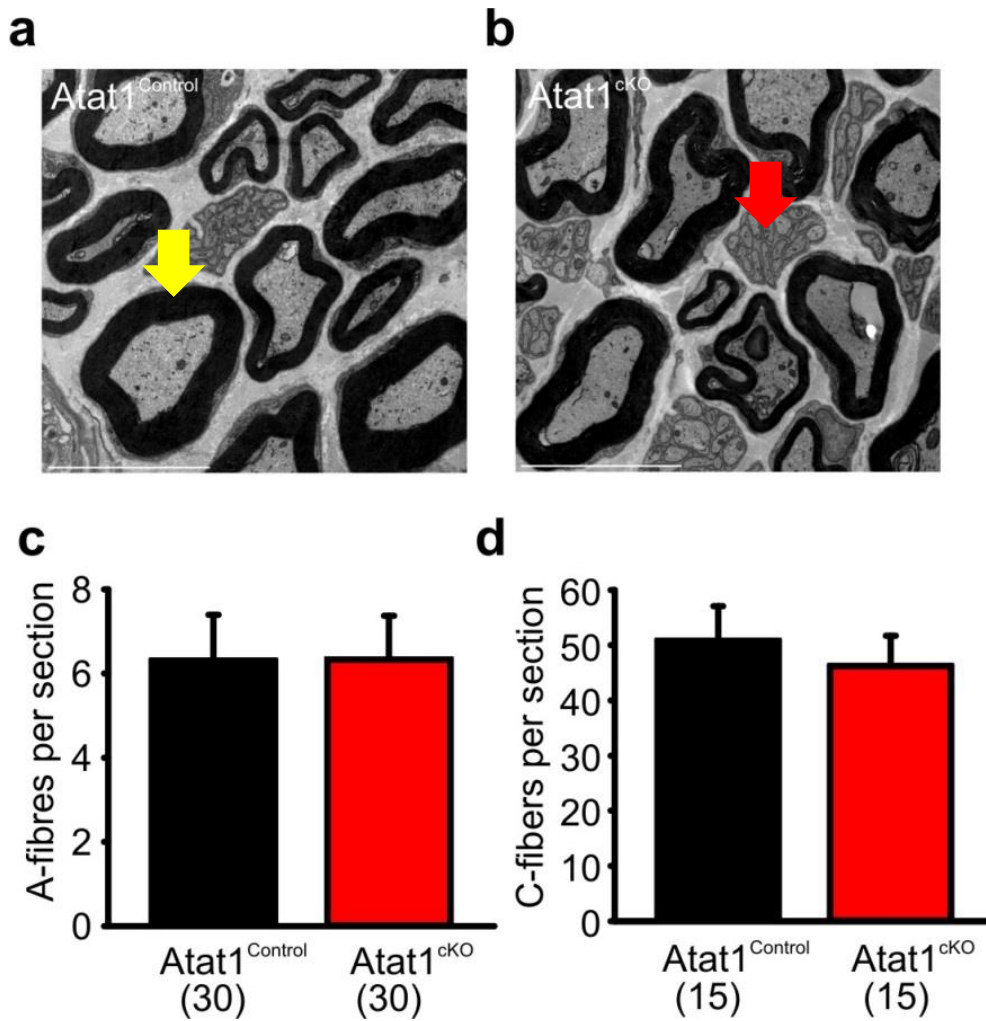 a
b
Atat1Control
Atat1cKO
c
d
A-fibres per section
8
6
4
2
0
Atat1Control
(30)
Atat1cKO
(30)
C-fibers per section
60
50
40
30
20
10
0
Atat1Control
(15)
Atat1cKO
(15)